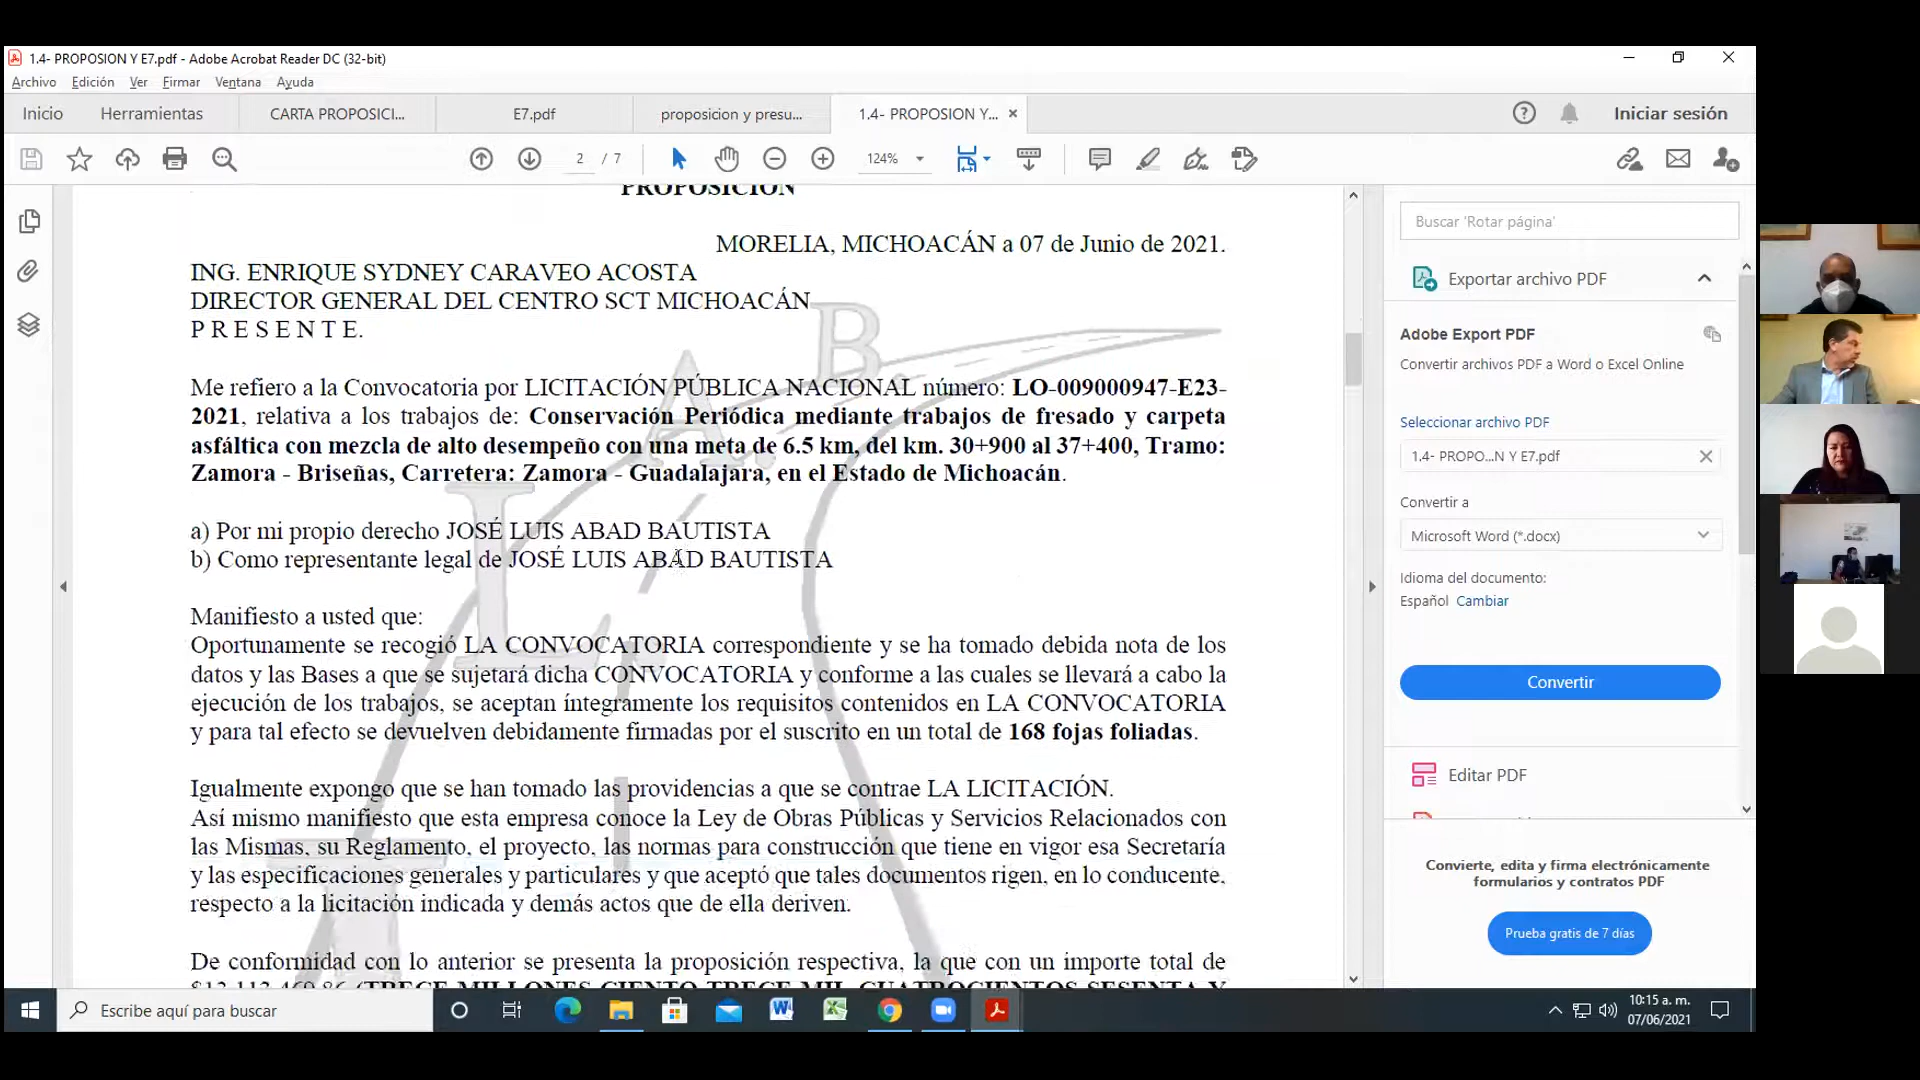 1.4- PROPOSION Y E7.pdf - Adobe Acrobat Reader DC (32-bit)
Archivo Edición Ver Firmar Ventana Ayuda
Inicio Herramientas CARTA PROPOSICI... E7.pdf proposicion y presu... 1.4- PROPOSION Y... Iniciar sesión
2 / 7 124%
PROPOSICIÓN
MORELIA, MICHOACÁN a 07 de Junio de 2021.
ING. ENRIQUE SYDNEY CARAVEO ACOSTA
DIRECTOR GENERAL DEL CENTRO SCT MICHOACÁN
P R E S E N T E.
Me refiero a la Convocatoria por LICITACIÓN PÚBLICA NACIONAL número: LO-009000947-E23-
2021, relativa a los trabajos de: Conservación Periódica mediante trabajos de fresado y carpeta
asfáltica con mezcla de alto desempeño con una meta de 6.5 km, del km. 30+900 al 37+400, Tramo:
Zamora - Briseñas, Carretera: Zamora - Guadalajara, en el Estado de Michoacán.
a) Por mi propio derecho JOSÉ LUIS ABAD BAUTISTA
b) Como representante legal de JOSÉ LUIS ABAD BAUTISTA
Manifiesto a usted que:
Oportunamente se recogió LA CONVOCATORIA correspondiente y se ha tomado debida nota de los
datos y las Bases a que se sujetará dicha CONVOCATORIA y conforme a las cuales se llevará a cabo la
ejecución de los trabajos, se aceptan íntegramente los requisitos contenidos en LA CONVOCATORIA
y para tal efecto se devuelven debidamente firmadas por el suscrito en un total de 168 fojas foliadas.
Igualmente expongo que se han tomado las providencias a que se contrae LA LICITACIÓN.
Así mismo manifiesto que esta empresa conoce la Ley de Obras Públicas y Servicios Relacionados con
las Mismas, su Reglamento, el proyecto, las normas para construcción que tiene en vigor esa Secretaría
y las especificaciones generales y particulares y que aceptó que tales documentos rigen, en lo conducente,
respecto a la licitación indicada y demás actos que de ella deriven.
De conformidad con lo anterior se presenta la proposición respectiva, la que con un importe total de
$13,113,469.86 (TRECE MILLONES CIENTO TRECE MIL CUATROCIENTOS SESENTA Y
L. A. B.
Buscar 'Rotar página'
Exportar archivo PDF
Adobe Export PDF
Convertir archivos PDF a Word o Excel Online
Seleccionar archivo PDF
1.4- PROPO...N Y E7.pdf
Convertir a
Microsoft Word (*.docx)
Idioma del documento:
Español Cambiar
Convertir
Editar PDF
Convierte, edita y firma electrónicamente
formularios y contratos PDF
Prueba gratis de 7 días
Escribe aquí para buscar
10:15 a. m.
07/06/2021